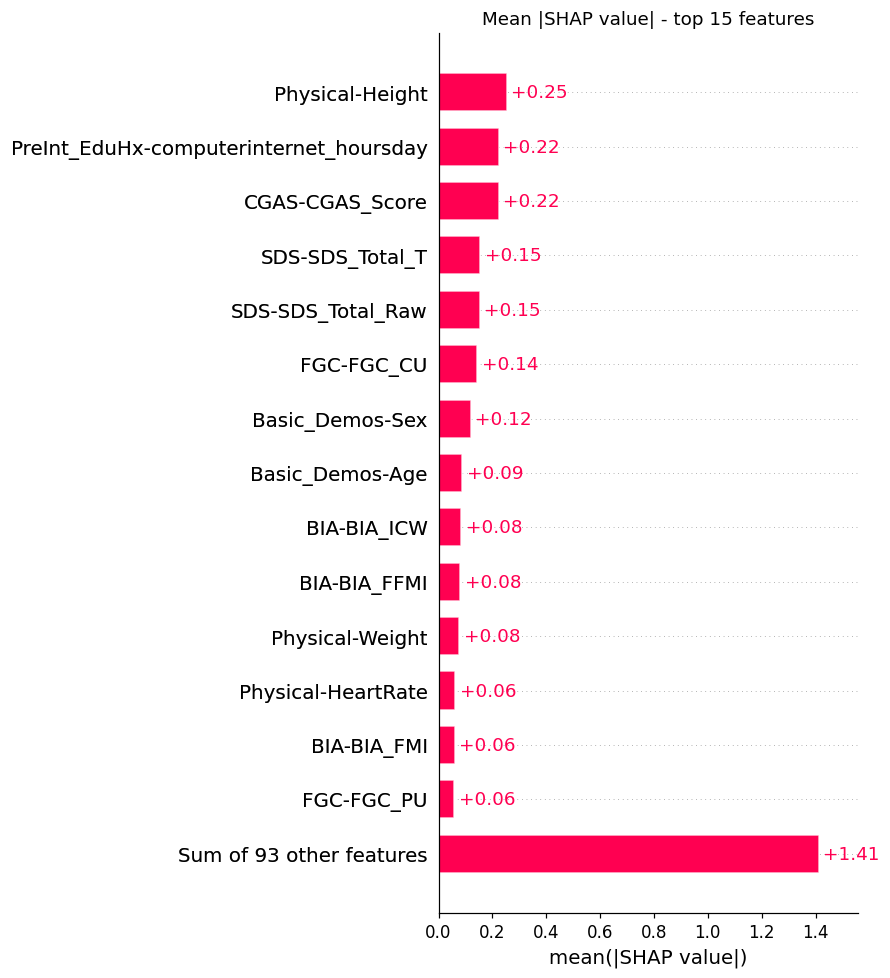 Mean |SHAP value| - top 15 features
Physical-Height +0.25
PreInt_EduHx-computerinternet_hoursday +0.22
CGAS-CGAS_Score +0.22
SDS-SDS_Total_T +0.15
SDS-SDS_Total_Raw +0.15
FGC-FGC_CU +0.14
Basic_Demos-Sex +0.12
Basic_Demos-Age +0.09
BIA-BIA_ICW +0.08
BIA-BIA_FFMI +0.08
Physical-Weight +0.08
Physical-HeartRate +0.06
BIA-BIA_FMI +0.06
FGC-FGC_PU +0.06
Sum of 93 other features +1.41
0.0 0.2 0.4 0.6 0.8 1.0 1.2 1.4
mean(|SHAP value|)